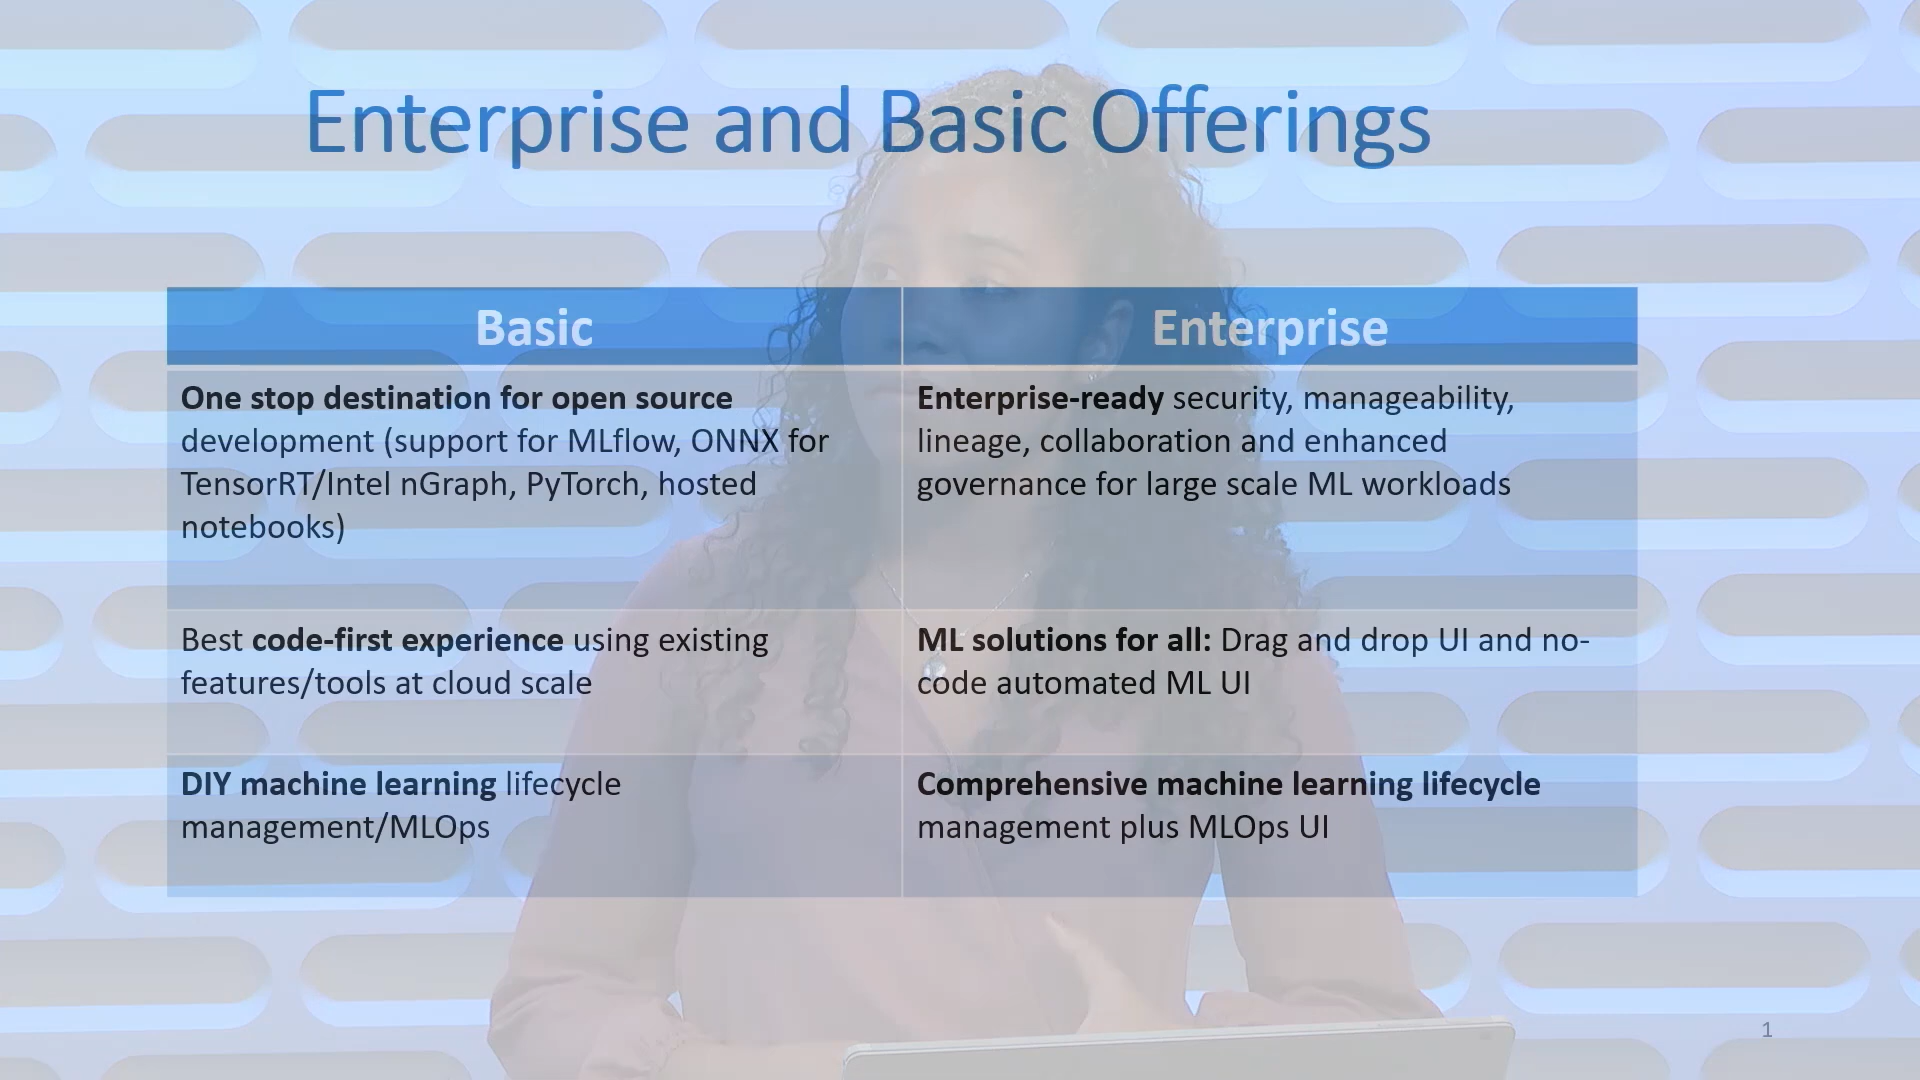 Enterprise and Basic Offerings
Basic
Enterprise
One stop destination for open source
development (support for MLflow, ONNX for
TensorRT/Intel nGraph, PyTorch, hosted
notebooks)
Enterprise-ready security, manageability,
lineage, collaboration and enhanced
governance for large scale ML workloads
Best code-first experience using existing
features/tools at cloud scale
ML solutions for all: Drag and drop UI and no-
code automated ML UI
DIY machine learning lifecycle
management/MLOps
Comprehensive machine learning lifecycle
management plus MLOps UI
1